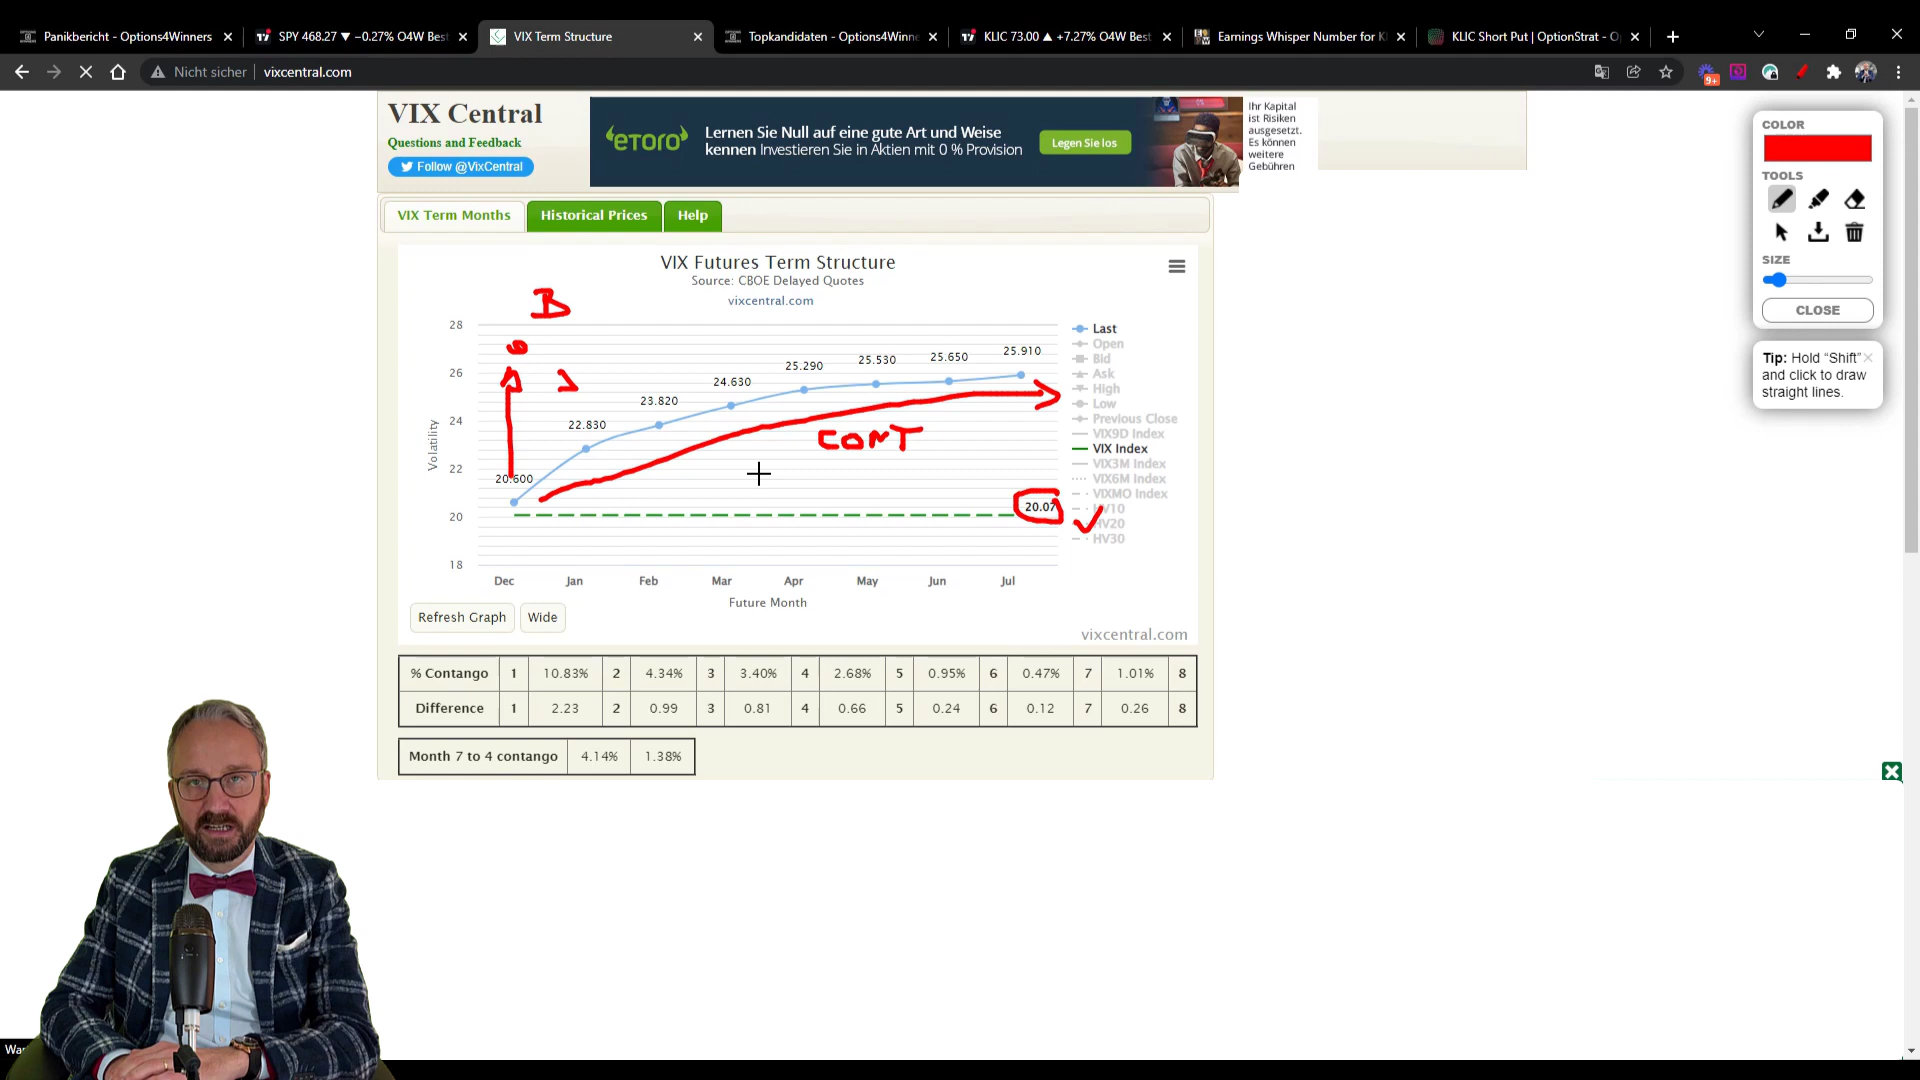 Panikbericht - Options4Winners
SPY 468.27 ▼ −0.27% O4W Best
VIX Term Structure
Topkandidaten - Options4Winne
KLIC 73.00 ▲ +7.27% O4W Best
Earnings Whisper Number for K
KLIC Short Put | OptionStrat - O
Nicht sicher
vixcentral.com
9+
VIX Central
Questions and Feedback
Follow @VixCentral
eToro
Lernen Sie Null auf eine gute Art und Weise
kennen Investieren Sie in Aktien mit 0 % Provision
Legen Sie los
Ihr Kapital
ist Risiken
ausgesetzt.
Es können
weitere
Gebühren
VIX Term Months
Historical Prices
Help
VIX Futures Term Structure
Source: CBOE Delayed Quotes
vixcentral.com
B
CONT
Volatility
28
26
24
22
20
18
20.600
22.830
23.820
24.630
25.290
25.530
25.650
25.910
20.07
Dec
Jan
Feb
Mar
Apr
May
Jun
Jul
Future Month
Last
Open
Bid
Ask
High
Low
Previous Close
VIX9D Index
VIX Index
VIX3M Index
VIX6M Index
VIXMO Index
HV10
HV20
HV30
Refresh Graph
Wide
vixcentral.com
% Contango 1 10.83% 2 4.34% 3 3.40% 4 2.68% 5 0.95% 6 0.47% 7 1.01% 8
Difference 1 2.23 2 0.99 3 0.81 4 0.66 5 0.24 6 0.12 7 0.26 8
Month 7 to 4 contango 4.14% 1.38%
COLOR
TOOLS
SIZE
CLOSE
Tip: Hold “Shift”
and click to draw
straight lines.